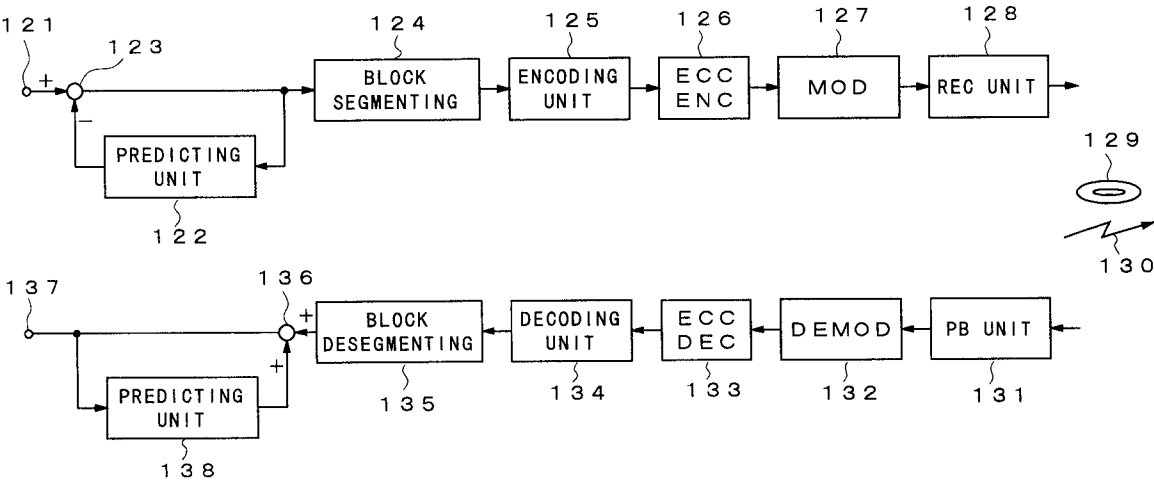 121
+
123
124
125
126
127
128
BLOCK
SEGMENTING
ENCODING
UNIT
ECC
ENC
MOD
REC UNIT
−
PREDICTING
UNIT
122
129
130
137
136
+
BLOCK
DESEGMENTING
DECODING
UNIT
ECC
DEC
DEMOD
PB UNIT
+
PREDICTING
UNIT
135
134
133
132
131
138